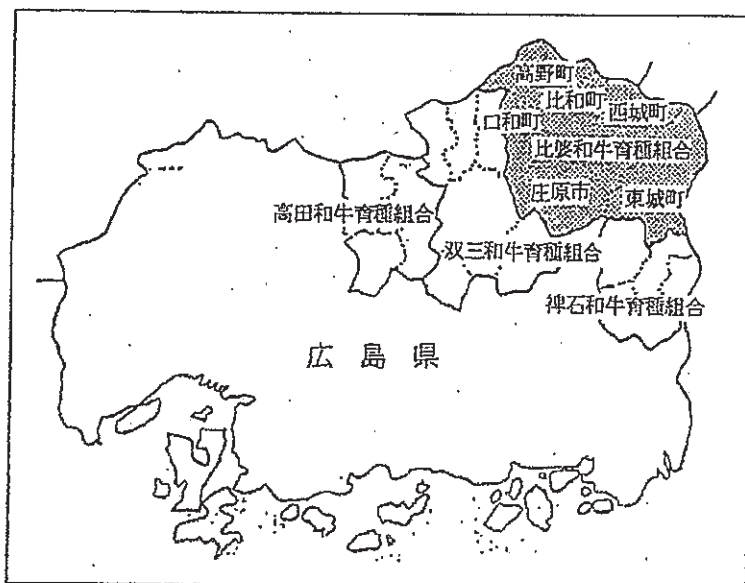 高野町
比和町
西城町
口和町
比婆和牛育種組合
庄原市
東城町
高田和牛育種組合
双三和牛育種組合
神石和牛育種組合
広島県